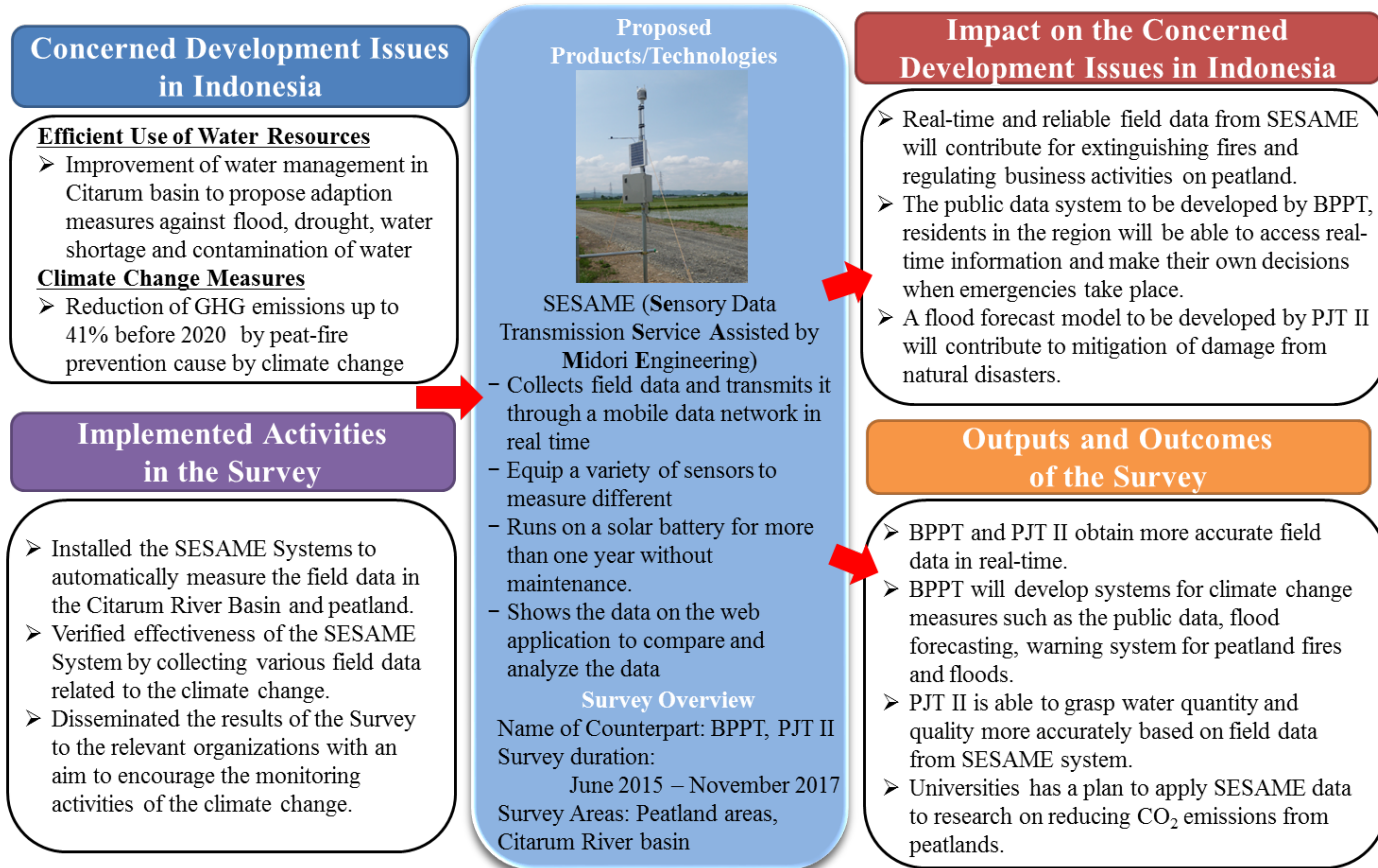 Concerned Development Issues
in Indonesia
Efficient Use of Water Resources
➤ Improvement of water management in
Citarum basin to propose adaption
measures against flood, drought, water
shortage and contamination of water
Climate Change Measures
➤ Reduction of GHG emissions up to
41% before 2020 by peat-fire
prevention cause by climate change
Implemented Activities
in the Survey
➤ Installed the SESAME Systems to
automatically measure the field data in
the Citarum River Basin and peatland.
➤ Verified effectiveness of the SESAME
System by collecting various field data
related to the climate change.
➤ Disseminated the results of the Survey
to the relevant organizations with an
aim to encourage the monitoring
activities of the climate change.
Proposed
Products/Technologies
SESAME (Sensory Data
Transmission Service Assisted by
Midori Engineering)
− Collects field data and transmits it
through a mobile data network in
real time
− Equip a variety of sensors to
measure different
− Runs on a solar battery for more
than one year without
maintenance.
− Shows the data on the web
application to compare and
analyze the data
Survey Overview
Name of Counterpart: BPPT, PJT II
Survey duration:
June 2015 – November 2017
Survey Areas: Peatland areas,
Citarum River basin
Impact on the Concerned
Development Issues in Indonesia
➤ Real-time and reliable field data from SESAME
will contribute for extinguishing fires and
regulating business activities on peatland.
➤ The public data system to be developed by BPPT,
residents in the region will be able to access real-
time information and make their own decisions
when emergencies take place.
➤ A flood forecast model to be developed by PJT II
will contribute to mitigation of damage from
natural disasters.
Outputs and Outcomes
of the Survey
➤ BPPT and PJT II obtain more accurate field
data in real-time.
➤ BPPT will develop systems for climate change
measures such as the public data, flood
forecasting, warning system for peatland fires
and floods.
➤ PJT II is able to grasp water quantity and
quality more accurately based on field data
from SESAME system.
➤ Universities has a plan to apply SESAME data
to research on reducing CO₂ emissions from
peatlands.